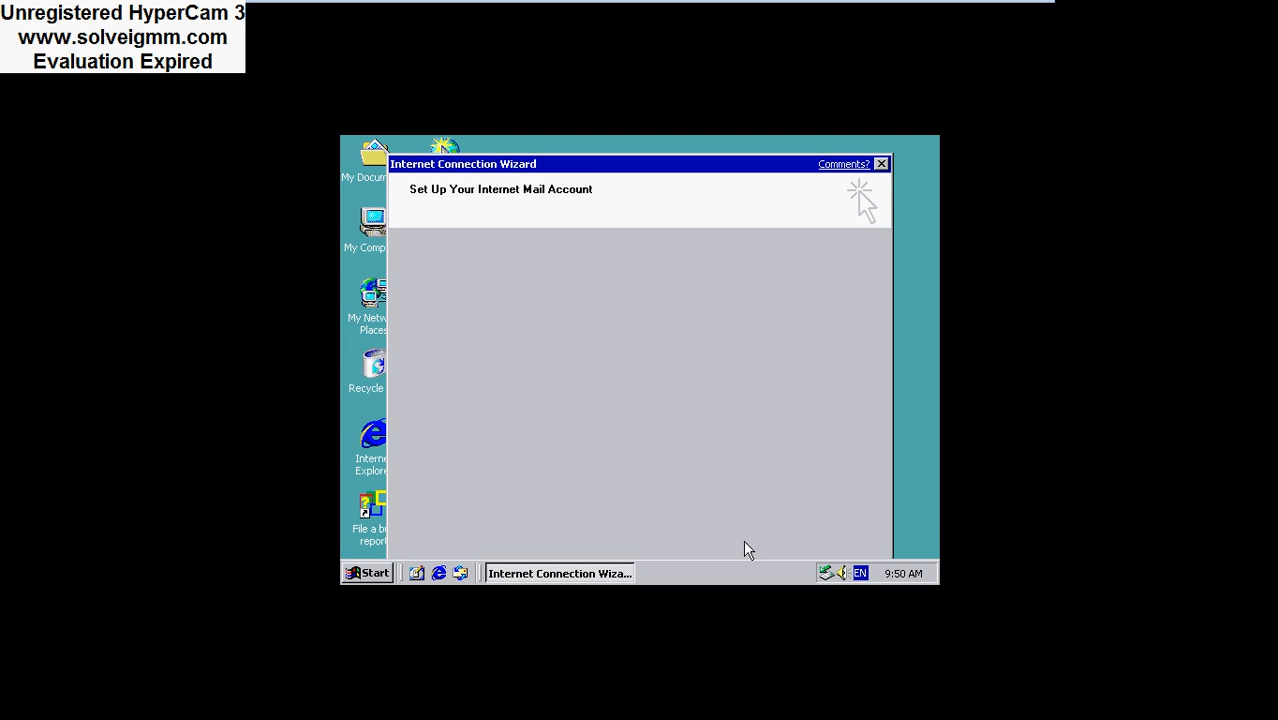 Unregistered HyperCam 3
www.solveigmm.com
Evaluation Expired
Internet Connection Wizard
Comments?
Set Up Your Internet Mail Account
My Docum
My Comp
My Netw
Places
Recycle
Interne
Explore
File a bu
report
Start
Internet Connection Wiza...
EN
9:50 AM